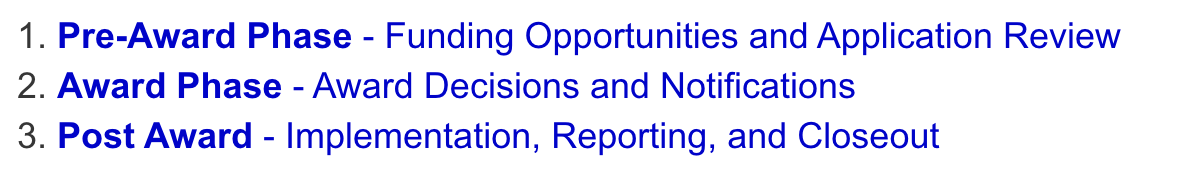 1. Pre-Award Phase - Funding Opportunities and Application Review
2. Award Phase - Award Decisions and Notifications
3. Post Award - Implementation, Reporting, and Closeout